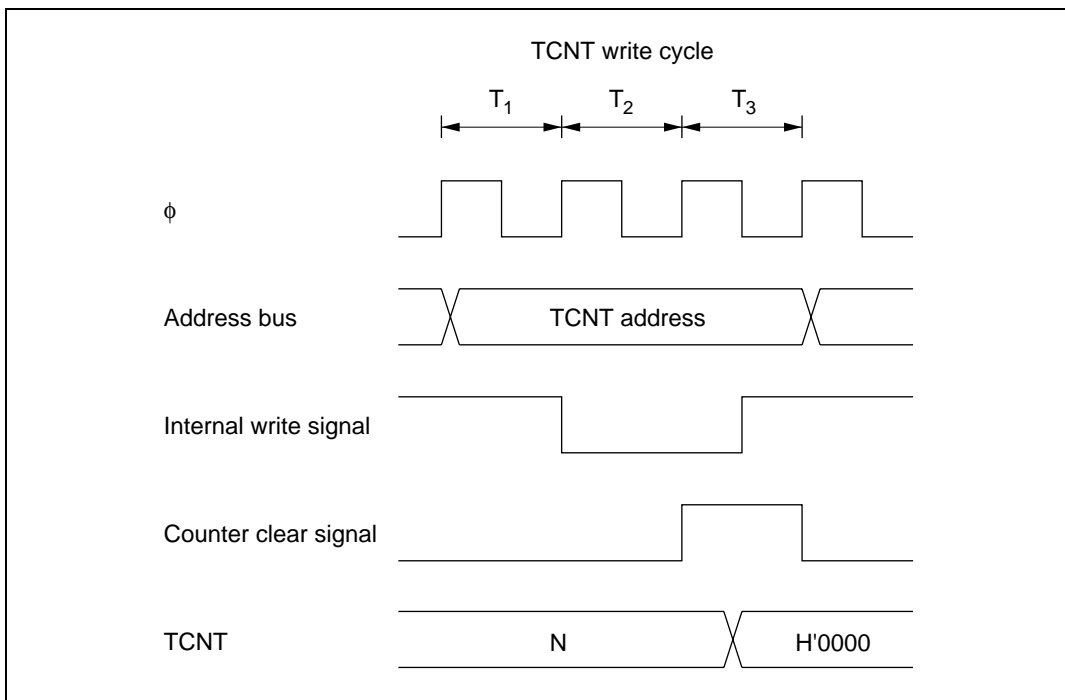 TCNT write cycle
T1 T2 T3
φ
Address bus
TCNT address
Internal write signal
Counter clear signal
TCNT
N
H'0000